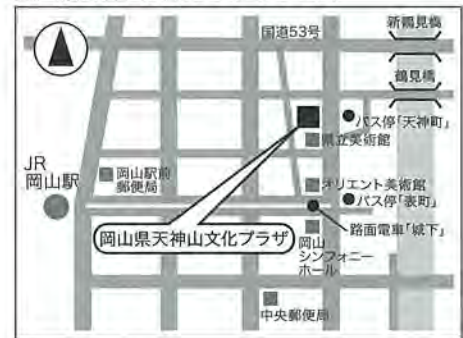 国道53号
新鶴見橋
鶴見橋
バス停「天神町」
県立美術館
JR
岡山駅
岡山駅前
郵便局
オリエント美術館
バス停「表町」
岡山県天神山文化プラザ
路面電車「城下」
岡山
シンフォニー
ホール
中央郵便局